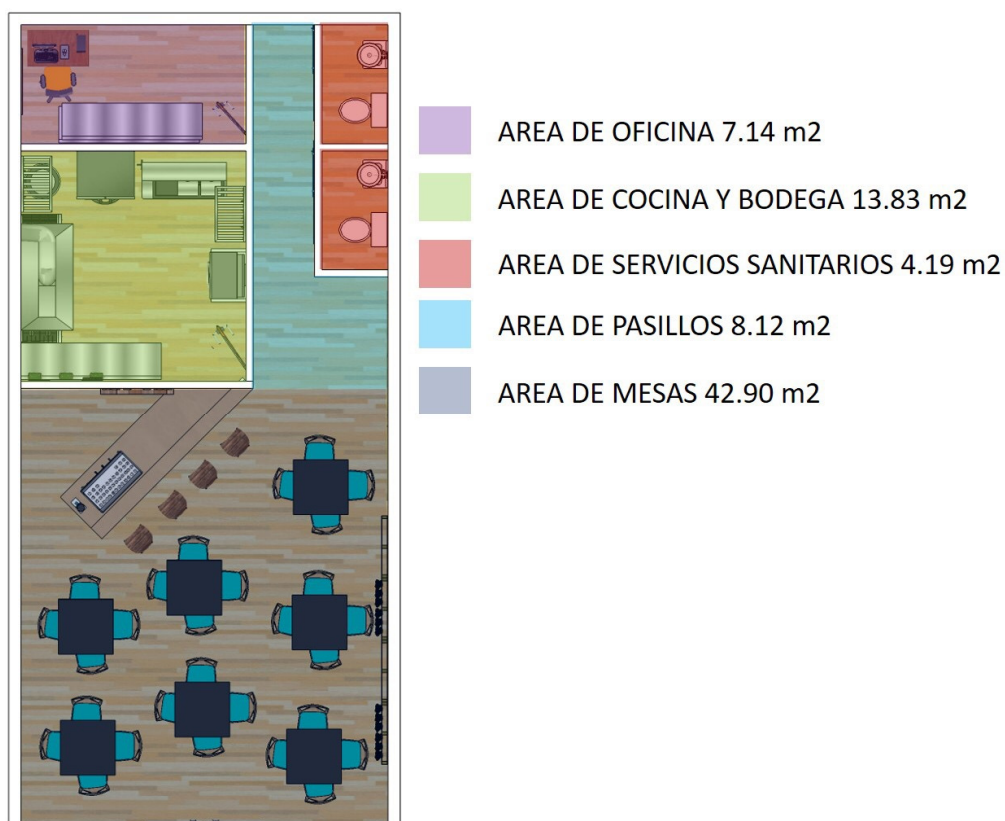 AREA DE OFICINA 7.14 m2
AREA DE COCINA Y BODEGA 13.83 m2
AREA DE SERVICIOS SANITARIOS 4.19 m2
AREA DE PASILLOS 8.12 m2
AREA DE MESAS 42.90 m2